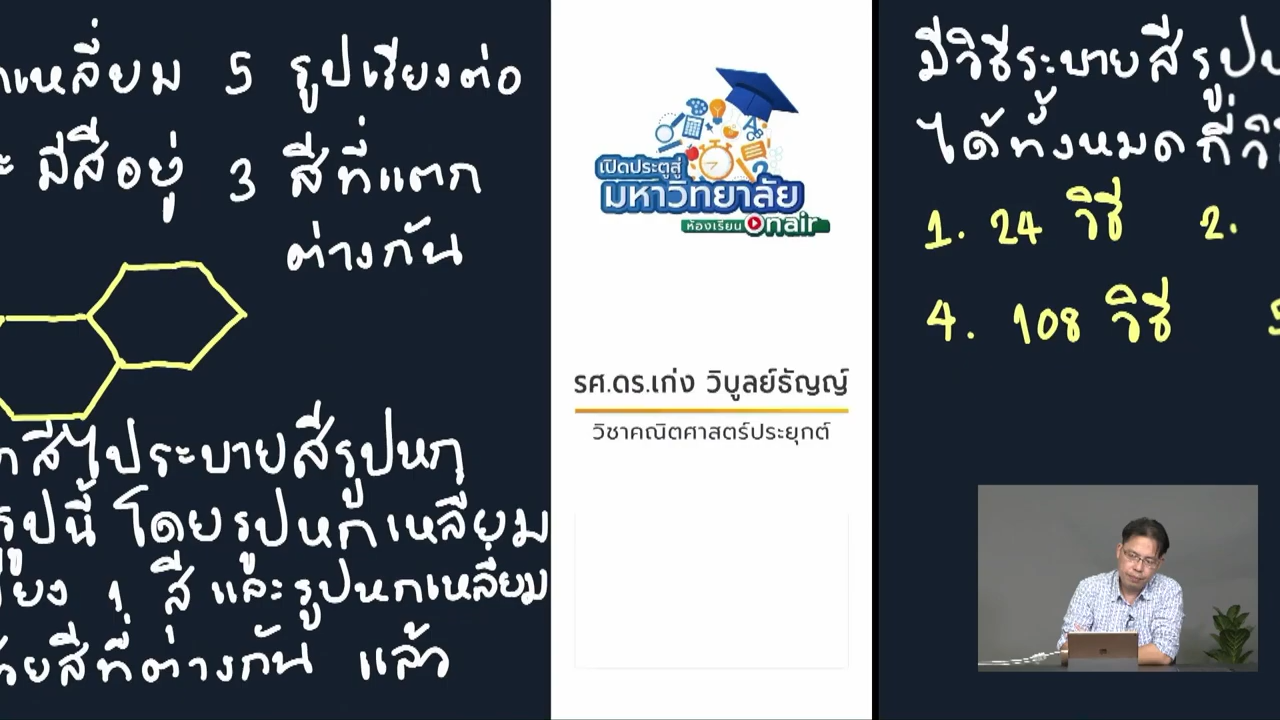 เหลี่ยม 5 รูปเรียงต่อ
มีสีอยู่ 3 สีที่แตก
ต่างกัน
สีไประบายสีรูปหก
รูปนี้ โดยรูปหกเหลี่ยม
1 สี และรูปหกเหลี่ยม
สีที่ต่างกัน แล้ว
เปิดประตูสู่
มหาวิทยาลัย
ห้องเรียน Onair
รศ.ดร.เก่ง วิบูลย์ธัญญ์
วิชาคณิตศาสตร์ประยุกต์
มีวิธีระบายสีรูป
ได้ทั้งหมดกี่วิ
1. 24 วิธี 2.
4. 108 วิธี